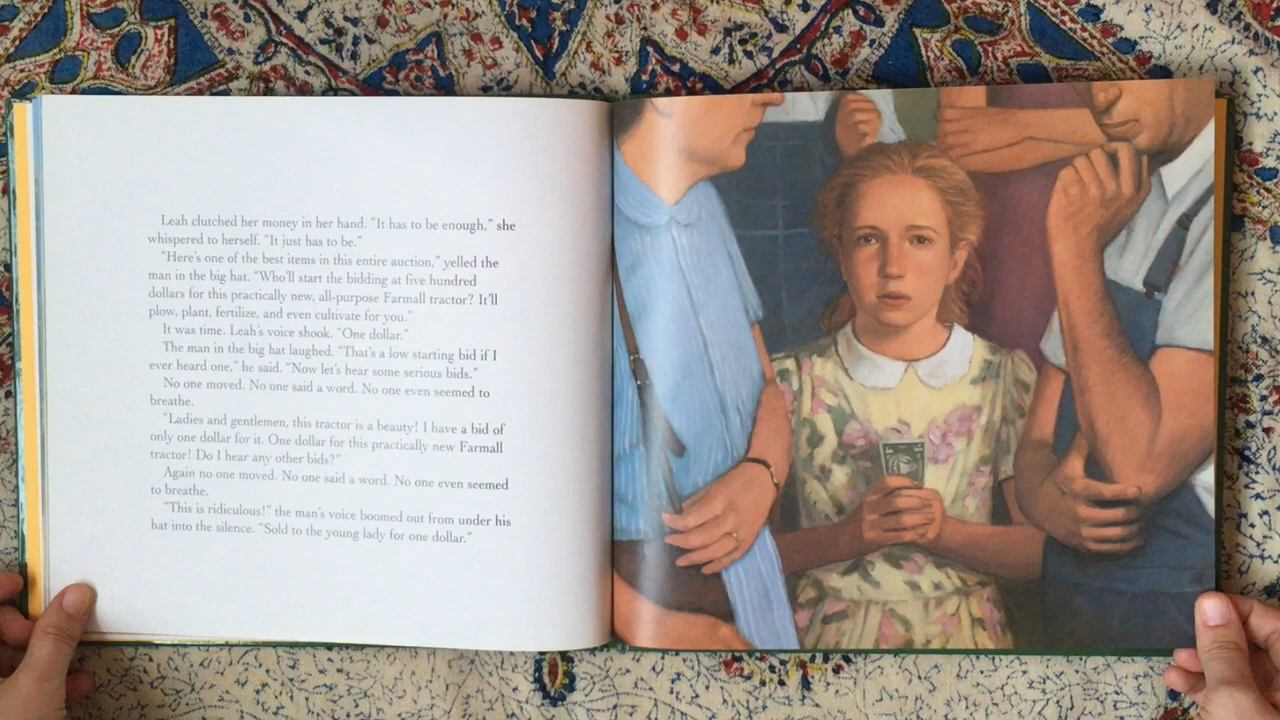 Leah clutched her money in her hand. "It has to be enough," she
whispered to herself. "It just has to be."
"Here's one of the best items in this entire auction," yelled the
man in the big hat. "Who'll start the bidding at five hundred
dollars for this practically new, all-purpose Farmall tractor? It'll
plow, plant, fertilize, and even cultivate for you."
It was time. Leah's voice shook. "One dollar."
The man in the big hat laughed. "That's a low starting bid if I
ever heard one," he said. "Now let's hear some serious bids."
No one moved. No one said a word. No one even seemed to
breathe.
"Ladies and gentlemen, this tractor is a beauty! I have a bid of
only one dollar for it. One dollar for this practically new Farmall
tractor! Do I hear any other bids?"
Again no one moved. No one said a word. No one even seemed
to breathe.
"This is ridiculous!" the man's voice boomed out from under his
hat into the silence. "Sold to the young lady for one dollar."